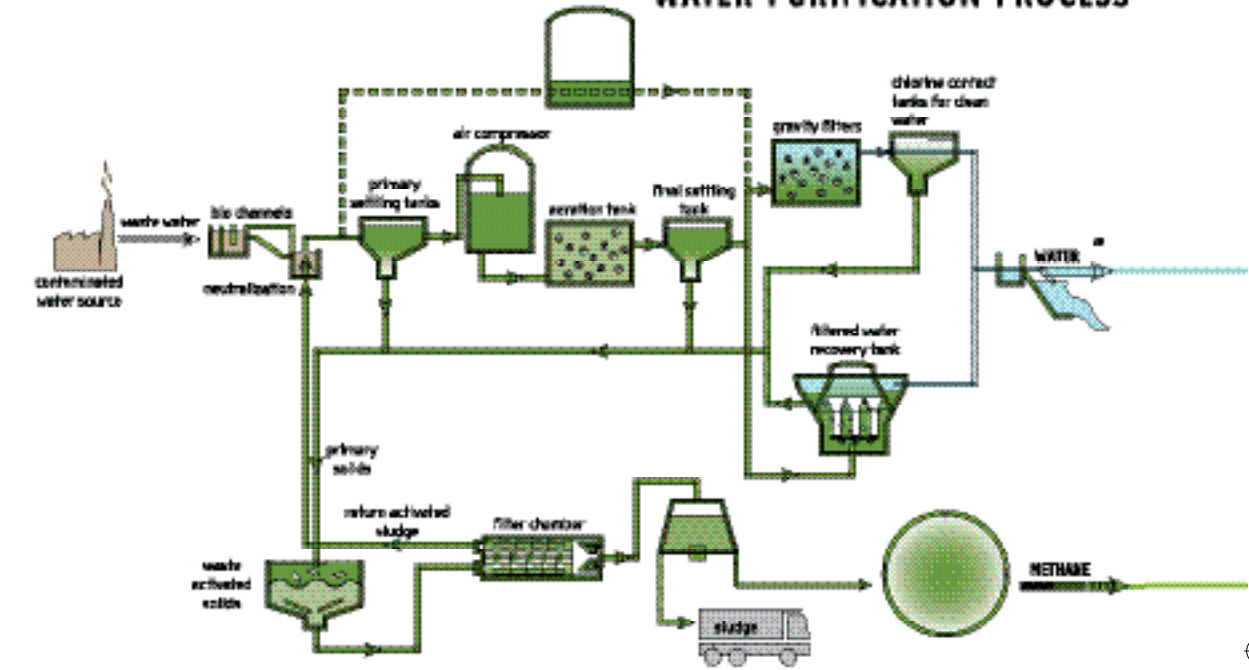 WATER PURIFICATION PROCESS
chlorine contact
tanks for clean
water
gravity filters
air compressor
primary
settling tanks
final settling
tank
aeration tank
waste water
bio channels
contaminated
water source
neutralization
WATER
filtered water
recovery tank
primary
solids
return activated
sludge
filter chamber
waste
activated
solids
METHANE
sludge